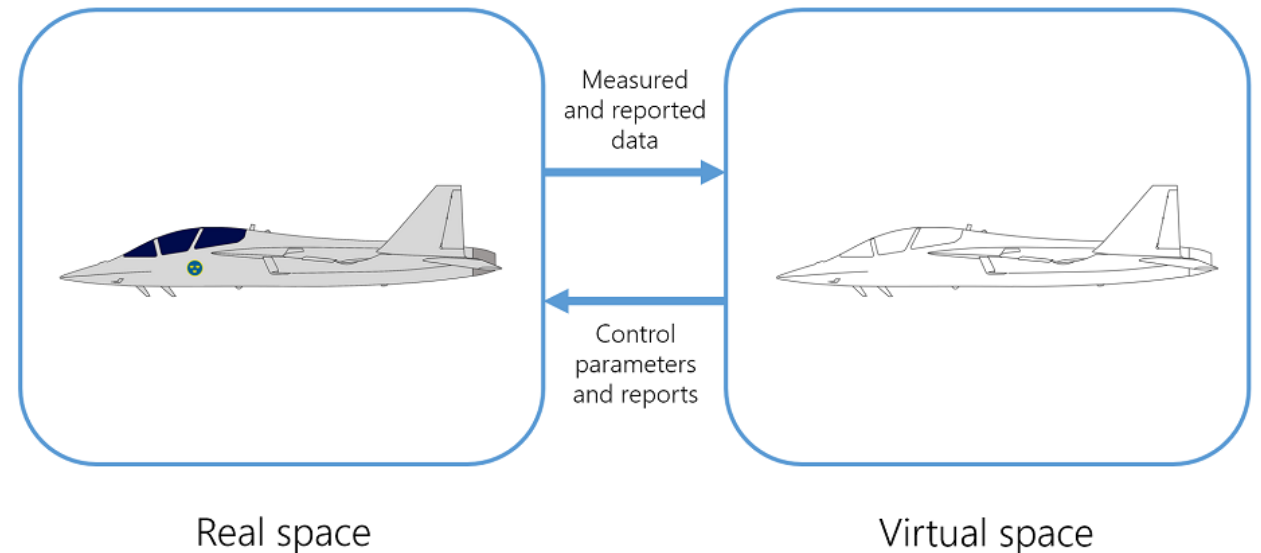 Measured
and reported
data
Control
parameters
and reports
Real space
Virtual space